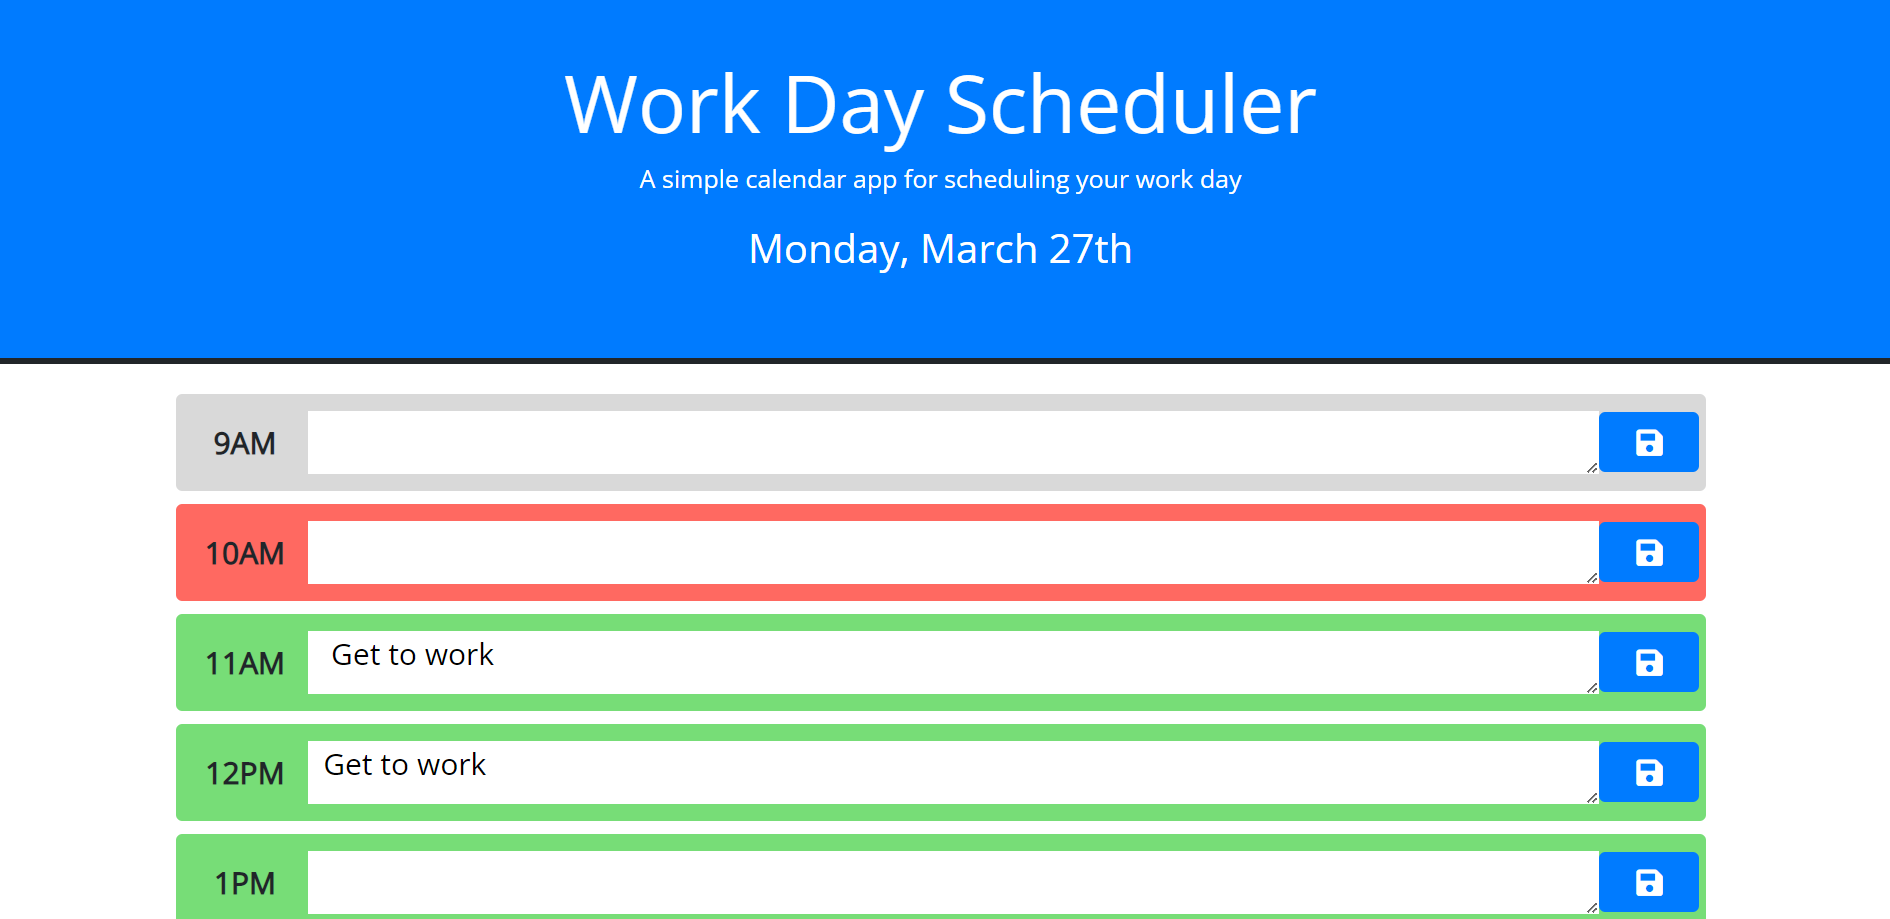 Work Day Scheduler
A simple calendar app for scheduling your work day
Monday, March 27th
9AM
10AM
11AM Get to work
12PM Get to work
1PM